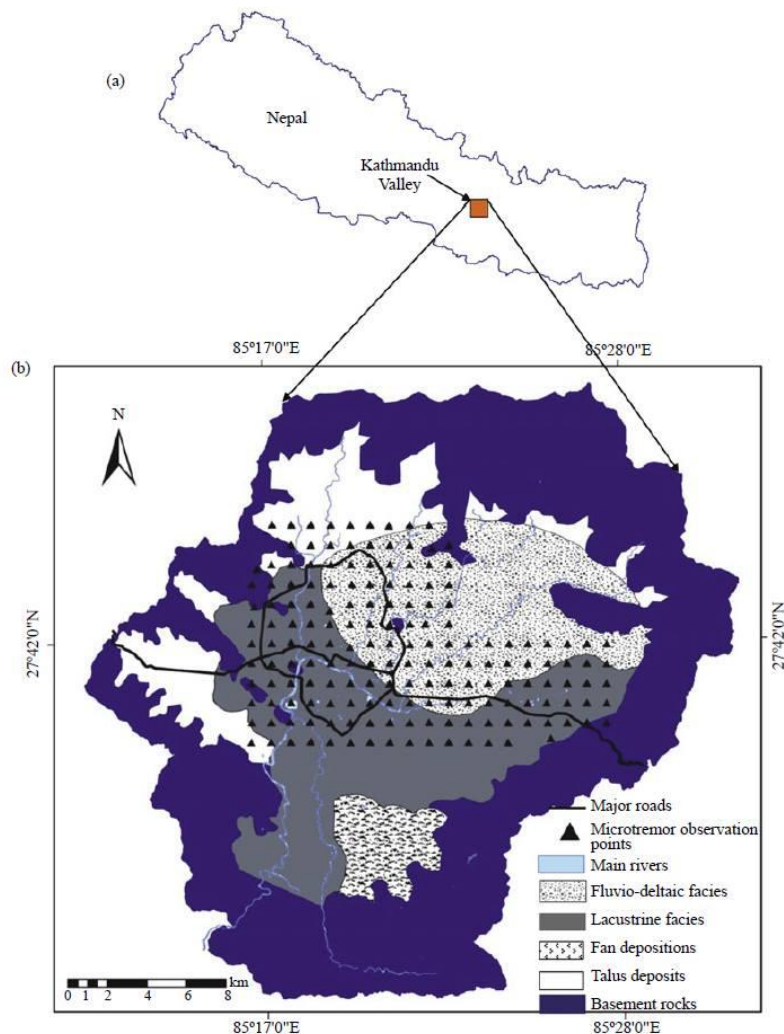 (a)
Nepal
Kathmandu
Valley
85°17'0"E
85°28'0"E
(b)
N
27°42'0"N
27°42'0"N
Major roads
Microtremor observation
points
Main rivers
Fluvio-deltaic facies
Lacustrine facies
Fan depositions
Talus deposits
Basement rocks
km
0 1 2 4 6 8
85°17'0"E
85°28'0"E